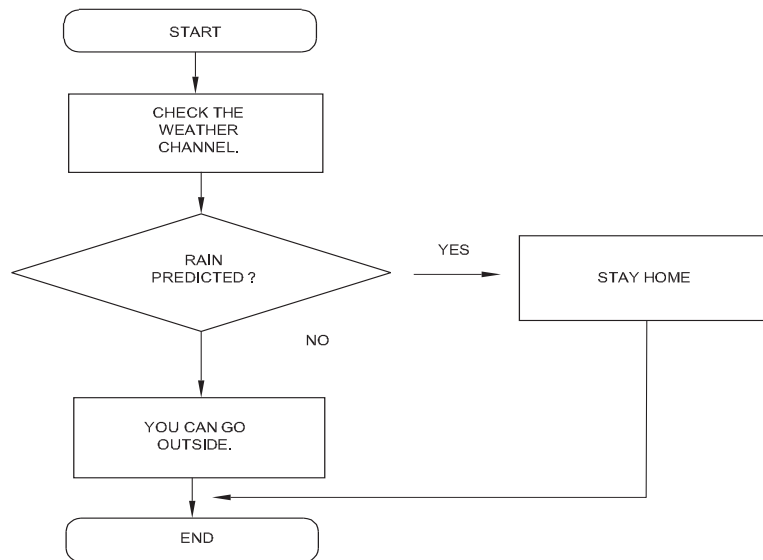 START
CHECK THE
WEATHER
CHANNEL.
RAIN
PREDICTED ?
YES
STAY HOME
NO
YOU CAN GO
OUTSIDE.
END